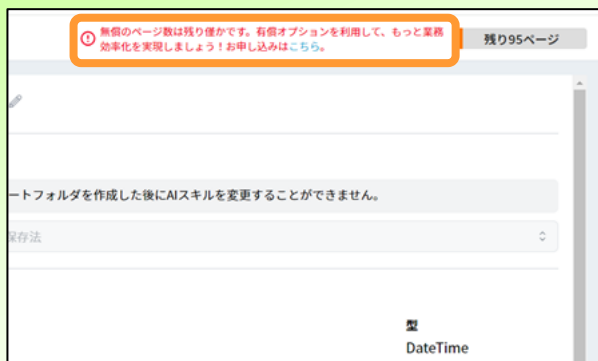 無償のページ数は残り僅かです。有償オプションを利用して、もっと業務
効率化を実現しましょう！お申し込みはこちら。
残り95ページ
ートフォルダを作成した後にAIスキルを変更することができません。
保存法
型
DateTime